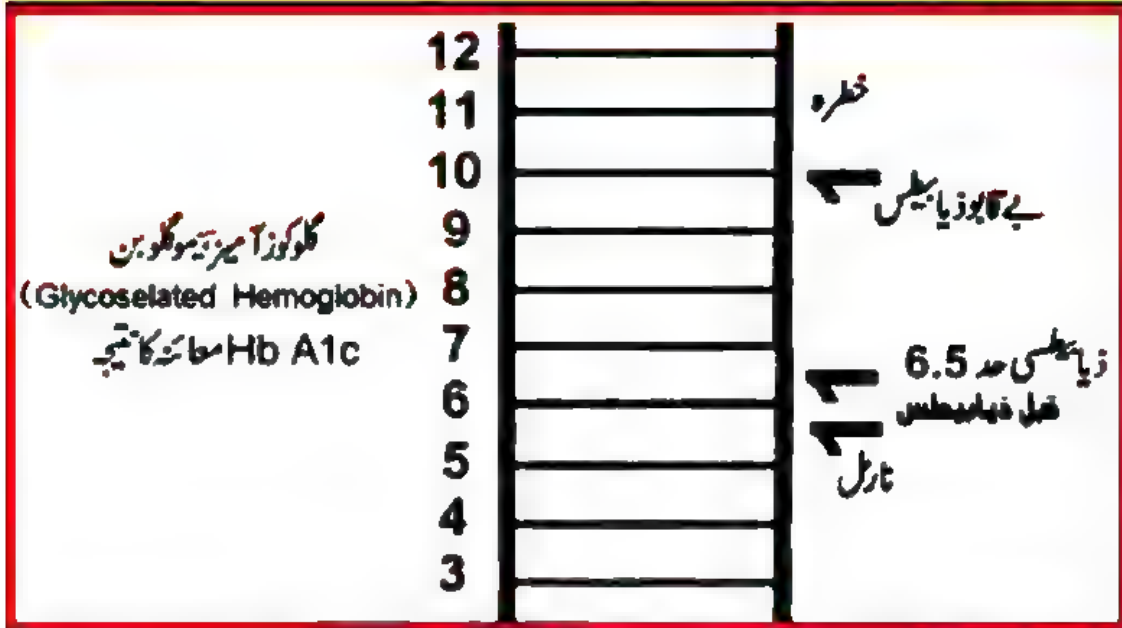 12
11
10
9
8
7
6
5
4
3
گلوکوز آمیز ہیموگلوبن
(Glycoselated Hemoglobin)
Hb A1c معائنہ کا نتیجہ
خطرہ
بے قابو ذیابیطس
ذیابیطسی حد 6.5
قبل ذیابیطس
نارمل